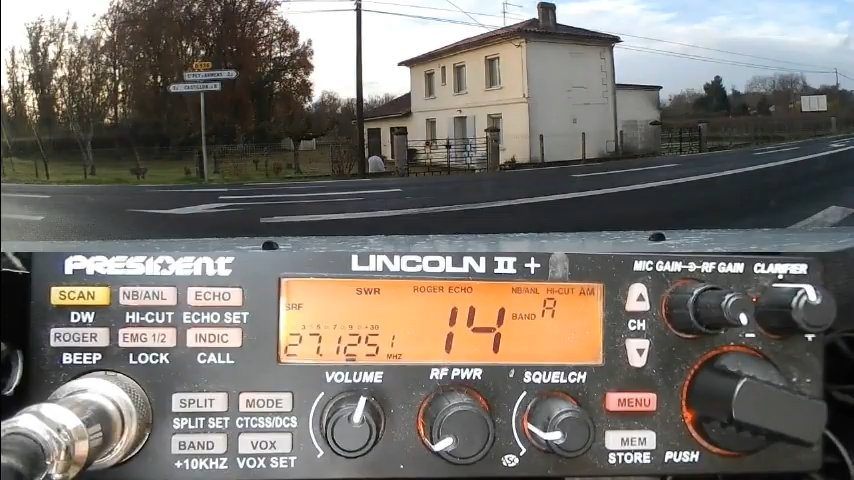 CASTILLON
PRESIDENT
LINCOLN II +
MIC GAIN RF GAIN CLARIFIER
SCAN NB/ANL ECHO
DW HI-CUT ECHO SET
ROGER EMG 1/2 INDIC
BEEP LOCK CALL
SWR ROGER ECHO NB/ANL HI-CUT AM
SRF
27.1251 MHZ 14 BAND A
CH
- +
VOLUME RF PWR SQUELCH
SPLIT MODE
SPLIT SET CTCSS/DCS
BAND VOX
+10KHZ VOX SET
MENU
MEM
STORE
PUSH
ASC